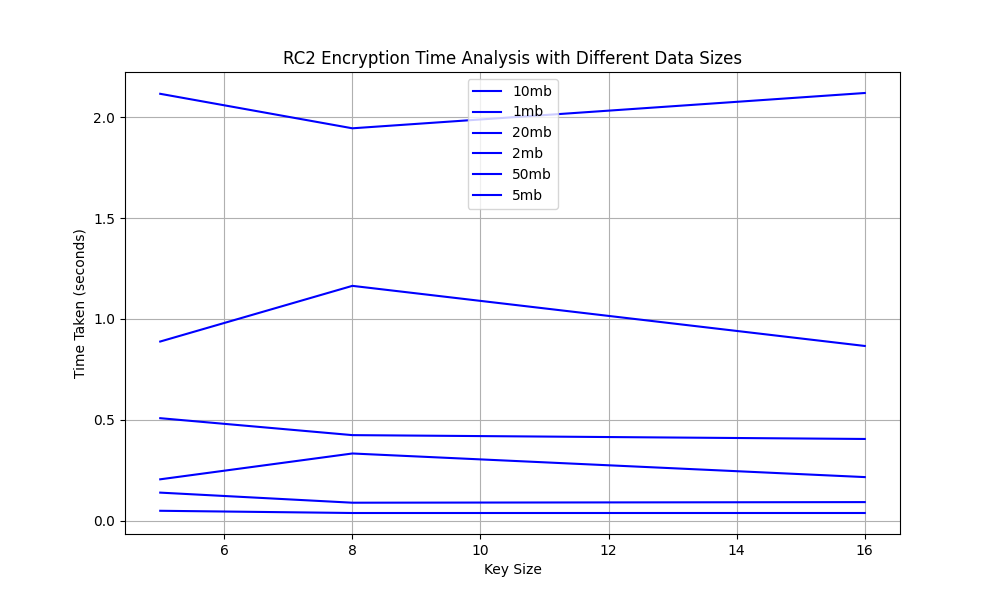 RC2 Encryption Time Analysis with Different Data Sizes
10mb
1mb
20mb
2mb
50mb
5mb
Time Taken (seconds)
2.0
1.5
1.0
0.5
0.0
6 8 10 12 14 16
Key Size